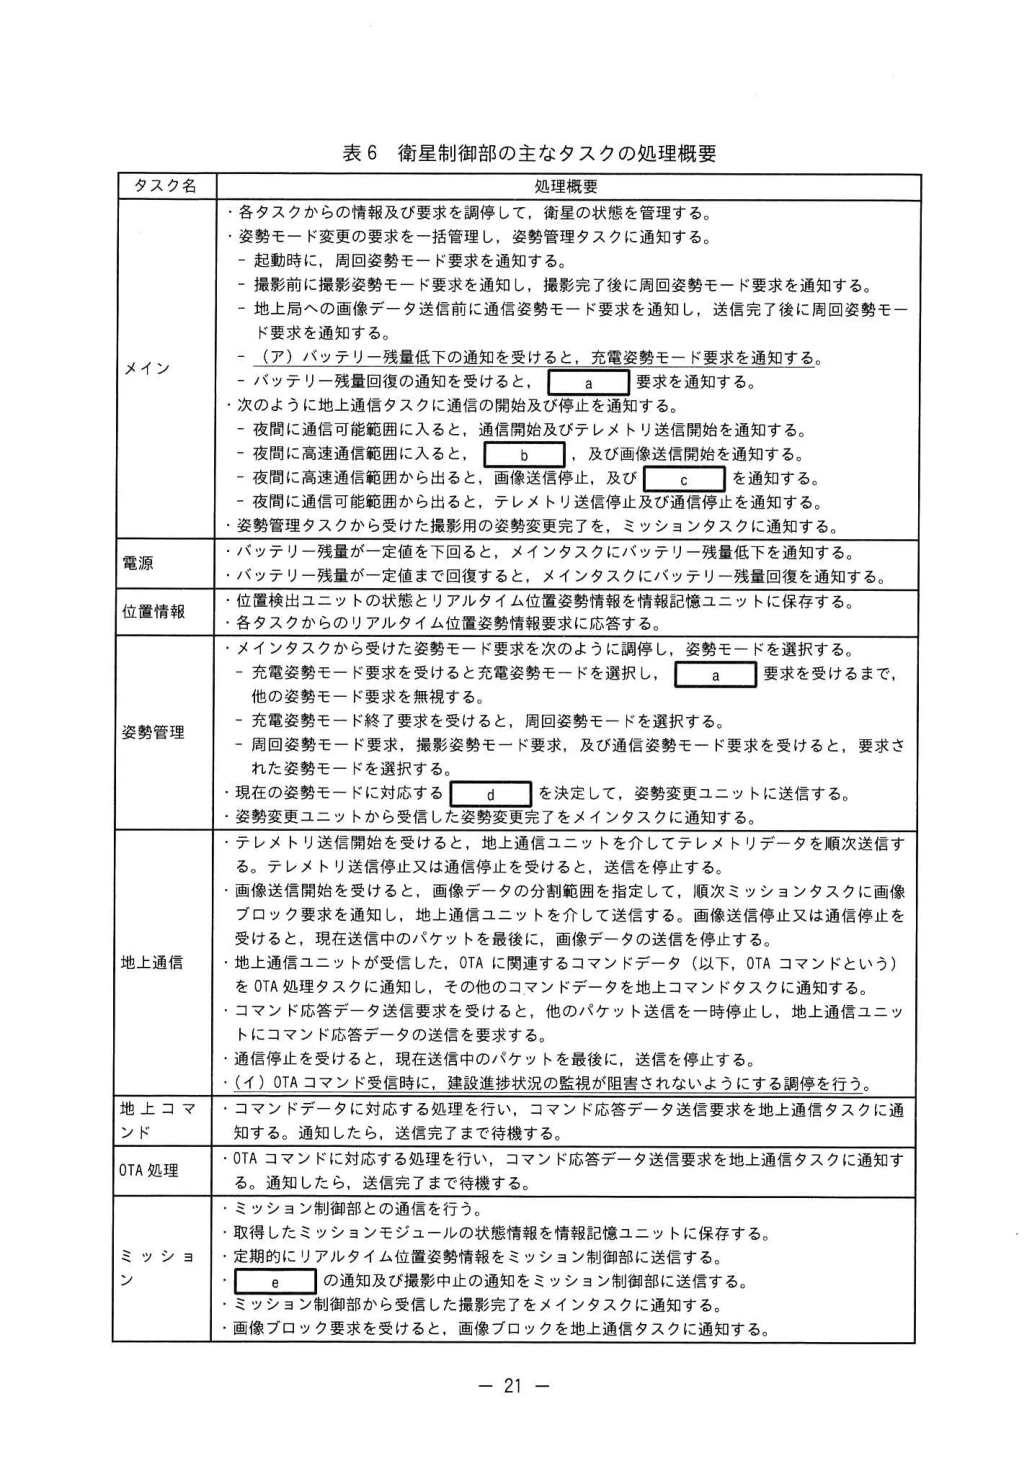 表６　衛星制御部の主なタスクの処理概要
タスク名
処理概要
メイン
・各タスクからの情報及び要求を調停して，衛星の状態を管理する。
・姿勢モード変更の要求を一括管理し，姿勢管理タスクに通知する。
－ 起動時に，周回姿勢モード要求を通知する。
－ 撮影前に撮影姿勢モード要求を通知し，撮影完了後に周回姿勢モード要求を通知する。
－ 地上局への画像データ送信前に通信姿勢モード要求を通知し，送信完了後に周回姿勢モー
ド要求を通知する。
－ （ア）バッテリー残量低下の通知を受けると，充電姿勢モード要求を通知する。
－ バッテリー残量回復の通知を受けると， a 要求を通知する。
・次のように地上通信タスクに通信の開始及び停止を通知する。
－ 夜間に通信可能範囲に入ると，通信開始及びテレメトリ送信開始を通知する。
－ 夜間に高速通信範囲に入ると， b ，及び画像送信開始を通知する。
－ 夜間に高速通信範囲から出ると，画像送信停止，及び c を通知する。
－ 夜間に通信可能範囲から出ると，テレメトリ送信停止及び通信停止を通知する。
・姿勢管理タスクから受けた撮影用の姿勢変更完了を，ミッションタスクに通知する。
電源
・バッテリー残量が一定値を下回ると，メインタスクにバッテリー残量低下を通知する。
・バッテリー残量が一定値まで回復すると，メインタスクにバッテリー残量回復を通知する。
位置情報
・位置検出ユニットの状態とリアルタイム位置姿勢情報を情報記憶ユニットに保存する。
・各タスクからのリアルタイム位置姿勢情報要求に応答する。
姿勢管理
・メインタスクから受けた姿勢モード要求を次のように調停し，姿勢モードを選択する。
－ 充電姿勢モード要求を受けると充電姿勢モードを選択し， a 要求を受けるまで，
他の姿勢モード要求を無視する。
－ 充電姿勢モード終了要求を受けると，周回姿勢モードを選択する。
－ 周回姿勢モード要求，撮影姿勢モード要求，及び通信姿勢モード要求を受けると，要求さ
れた姿勢モードを選択する。
・現在の姿勢モードに対応する d を決定して，姿勢変更ユニットに送信する。
・姿勢変更ユニットから受信した姿勢変更完了をメインタスクに通知する。
地上通信
・テレメトリ送信開始を受けると，地上通信ユニットを介してテレメトリデータを順次送信す
る。テレメトリ送信停止又は通信停止を受けると，送信を停止する。
・画像送信開始を受けると，画像データの分割範囲を指定して，順次ミッションタスクに画像
ブロック要求を通知し，地上通信ユニットを介して送信する。画像送信停止又は通信停止を
受けると，現在送信中のパケットを最後に，画像データの送信を停止する。
・地上通信ユニットが受信した，OTA に関連するコマンドデータ（以下，OTA コマンドという）
を OTA 処理タスクに通知し，その他のコマンドデータを地上コマンドタスクに通知する。
・コマンド応答データ送信要求を受けると，他のパケット送信を一時停止し，地上通信ユニッ
トにコマンド応答データの送信を要求する。
・通信停止を受けると，現在送信中のパケットを最後に，送信を停止する。
・（イ）OTA コマンド受信時に，建設進捗状況の監視が阻害されないようにする調停を行う。
地上コマ
ンド
・コマンドデータに対応する処理を行い，コマンド応答データ送信要求を地上通信タスクに通
知する。通知したら，送信完了まで待機する。
OTA 処理
・OTA コマンドに対応する処理を行い，コマンド応答データ送信要求を地上通信タスクに通知す
る。通知したら，送信完了まで待機する。
ミッショ
ン
・ミッション制御部との通信を行う。
・取得したミッションモジュールの状態情報を情報記憶ユニットに保存する。
・定期的にリアルタイム位置姿勢情報をミッション制御部に送信する。
・ e の通知及び撮影中止の通知をミッション制御部に送信する。
・ミッション制御部から受信した撮影完了をメインタスクに通知する。
・画像ブロック要求を受けると，画像ブロックを地上通信タスクに通知する。
－ 21 －